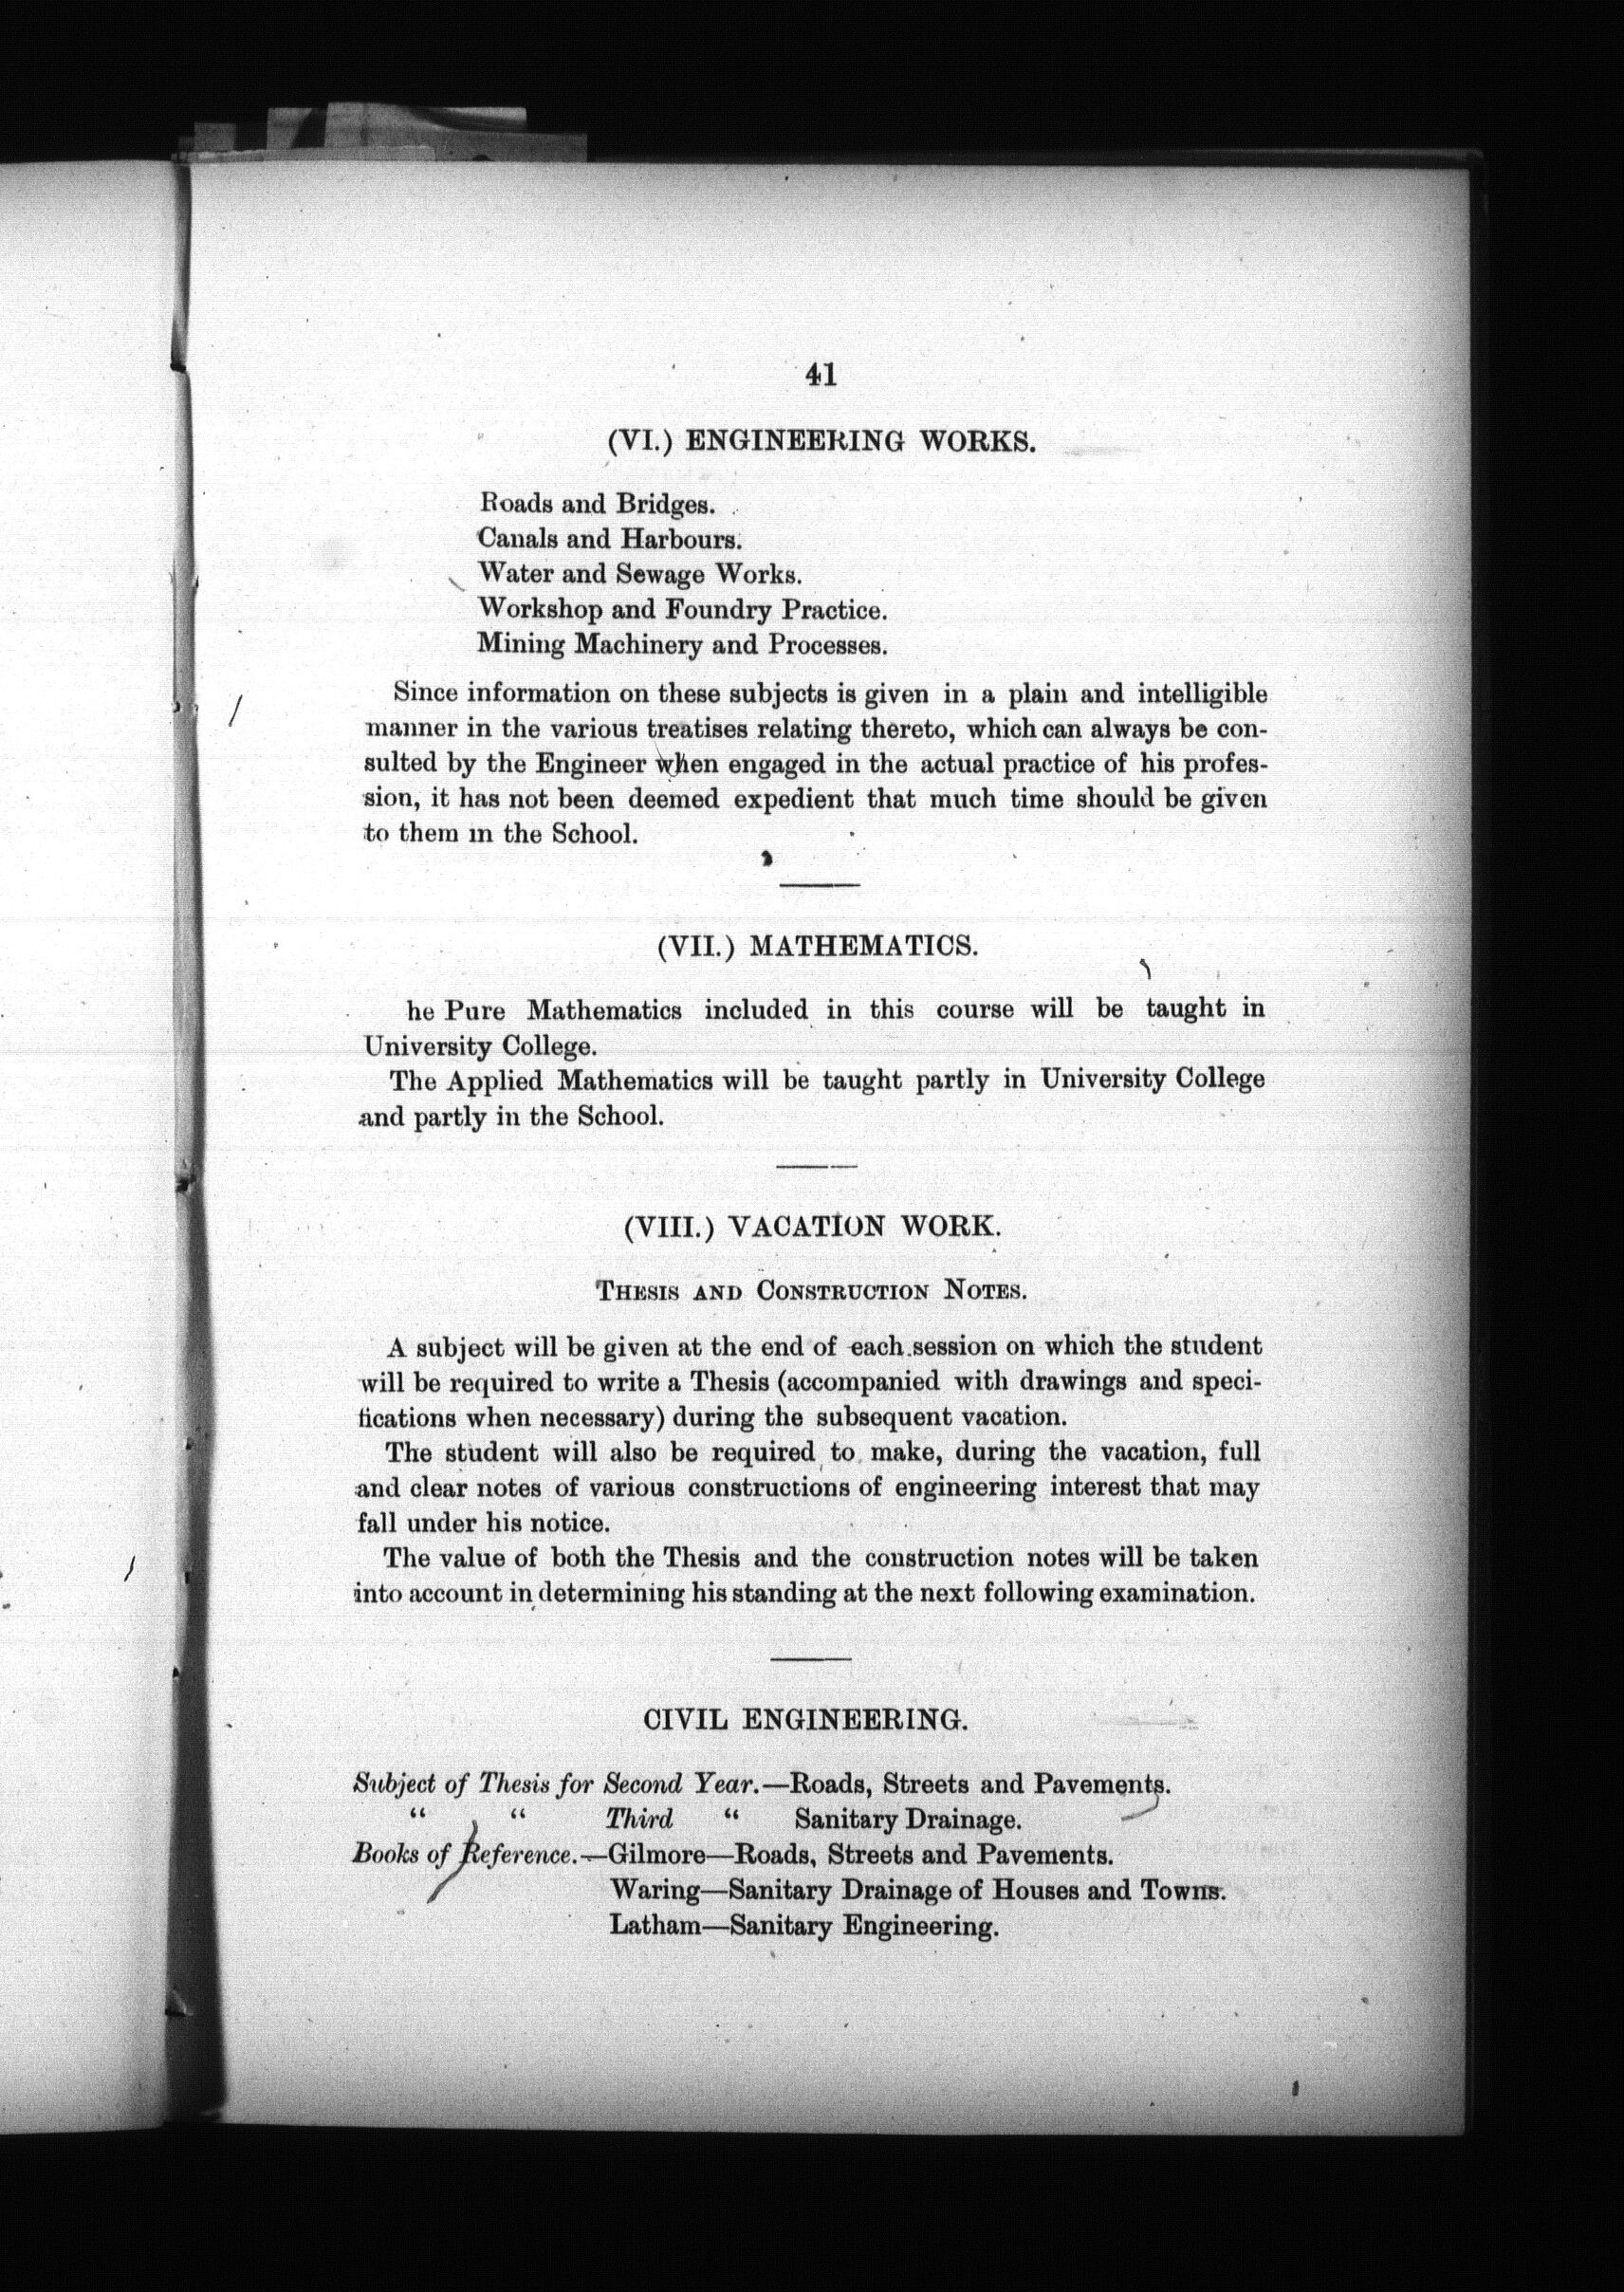 41
(VI.) ENGINEERING WORKS.
Roads and Bridges.
Canals and Harbours.
Water and Sewage Works.
Workshop and Foundry Practice.
Mining Machinery and Processes.
Since information on these subjects is given in a plain and intelligible
manner in the various treatises relating thereto, which can always be con-
sulted by the Engineer when engaged in the actual practice of his profes-
sion, it has not been deemed expedient that much time should be given
to them in the School.
(VII.) MATHEMATICS.
he Pure Mathematics included in this course will be taught in
University College.
The Applied Mathematics will be taught partly in University College
and partly in the School.
(VIII.) VACATION WORK.
THESIS AND CONSTRUCTION NOTES.
A subject will be given at the end of each session on which the student
will be required to write a Thesis (accompanied with drawings and speci-
fications when necessary) during the subsequent vacation.
The student will also be required to make, during the vacation, full
and clear notes of various constructions of engineering interest that may
fall under his notice.
The value of both the Thesis and the construction notes will be taken
into account in determining his standing at the next following examination.
CIVIL ENGINEERING.
Subject of Thesis for Second Year.—Roads, Streets and Pavements.
“ “ Third “ Sanitary Drainage.
Books of Reference.—Gilmore—Roads, Streets and Pavements.
Waring—Sanitary Drainage of Houses and Towns.
Latham—Sanitary Engineering.